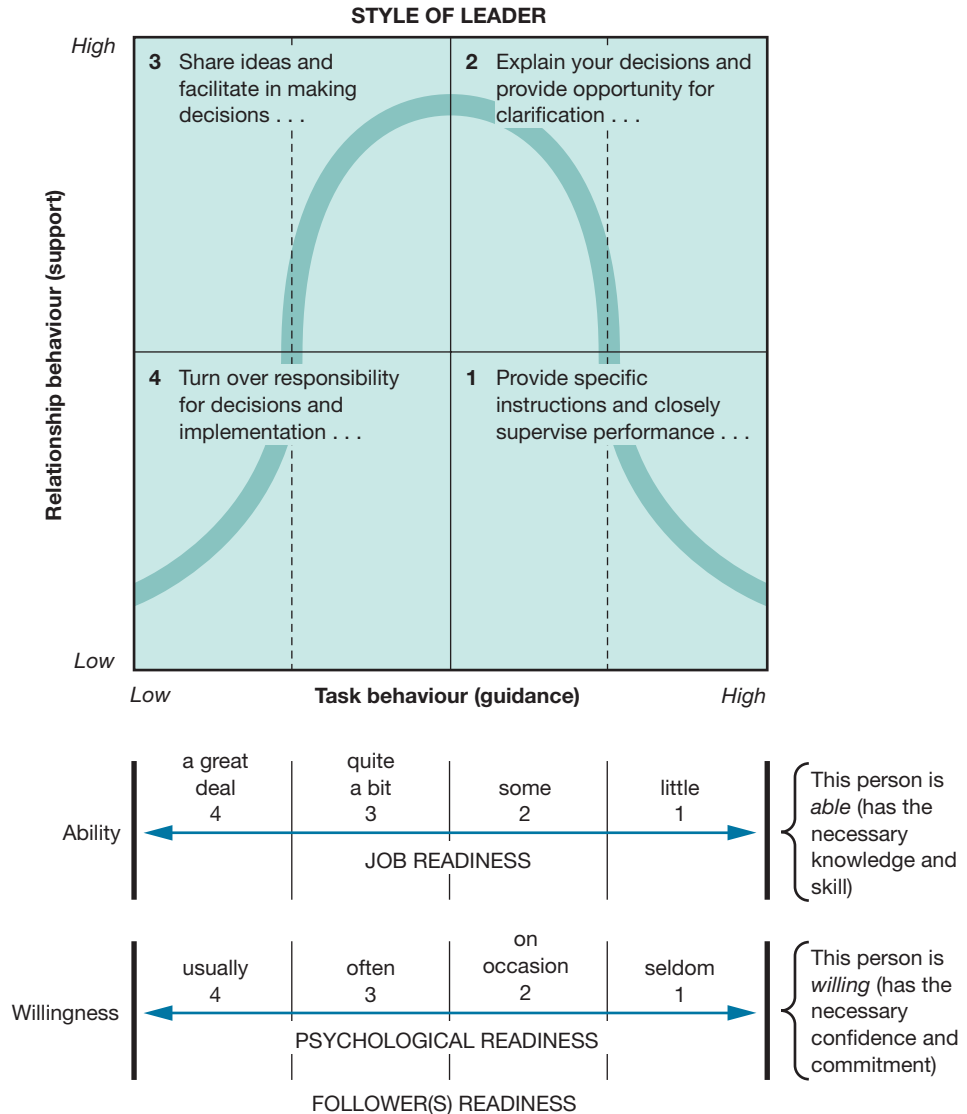 STYLE OF LEADER
High
3 Share ideas and
facilitate in making
decisions . . .
2 Explain your decisions and
provide opportunity for
clarification . . .
Relationship behaviour (support)
4 Turn over responsibility
for decisions and
implementation . . .
1 Provide specific
instructions and closely
supervise performance . . .
Low
Low
Task behaviour (guidance)
High
Ability
a great
deal
4
quite
a bit
3
some
2
little
1
JOB READINESS
This person is
able (has the
necessary
knowledge and
skill)
Willingness
usually
4
often
3
on
occasion
2
seldom
1
PSYCHOLOGICAL READINESS
This person is
willing (has the
necessary
confidence and
commitment)
FOLLOWER(S) READINESS